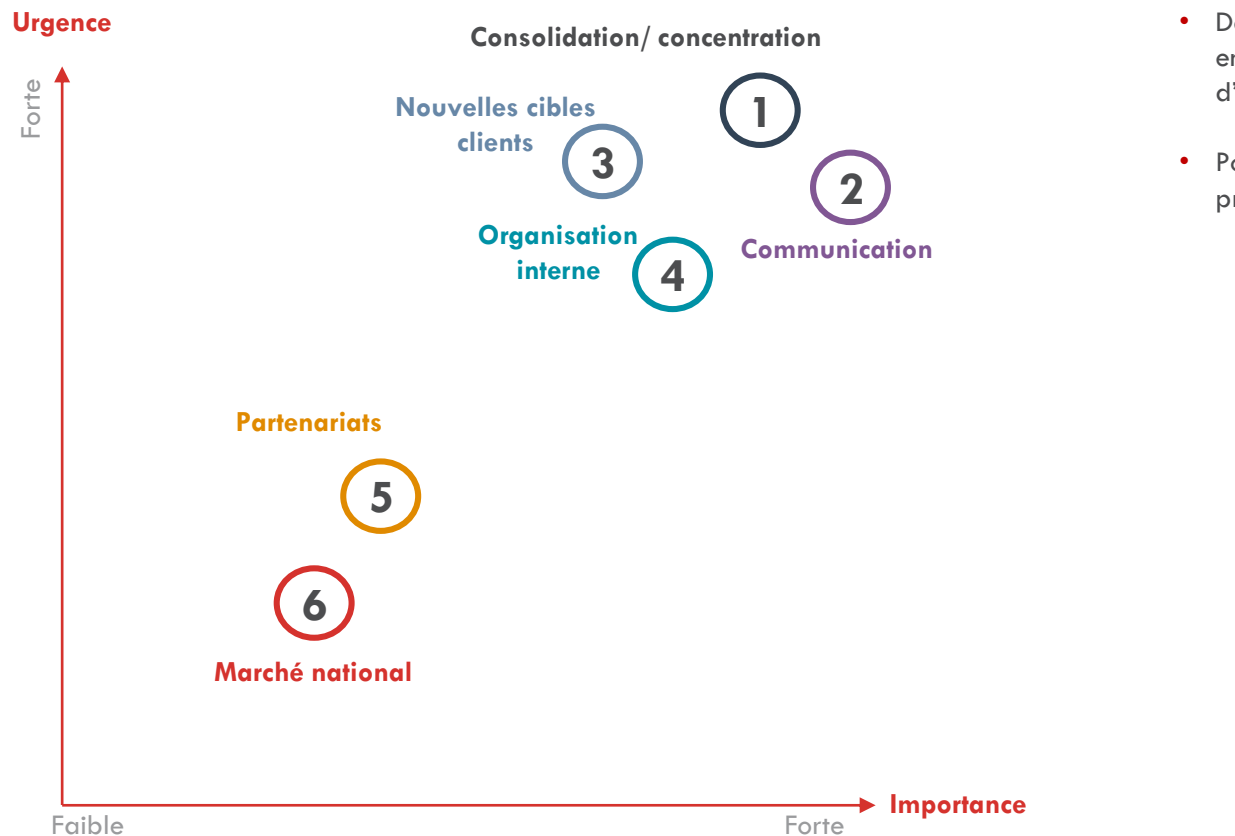 Urgence
Consolidation/ concentration
Forte
1
Nouvelles cibles
clients
3
2
Organisation
interne
4
Communication
Partenariats
5
6
Marché national
Importance
Faible
Forte